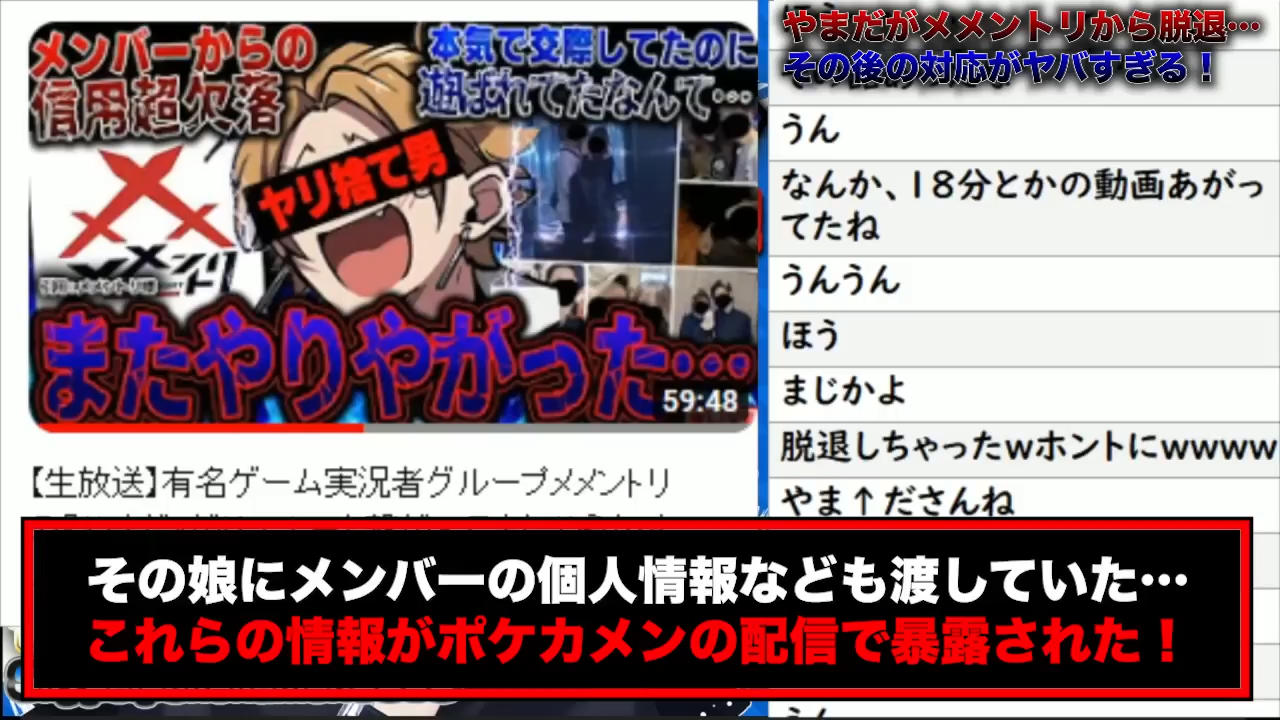 メンバーからの
信用超欠落
本気で交際してたのに
遊ばれてたなんて…
ヤリ捨て男
メメントリ
またやりやがった…
59:48
【生放送】有名ゲーム実況者グループメメントリ
やまだがメメントリから脱退…
その後の対応がヤバすぎる！
うん
なんか、18分とかの動画あがっ
てたね
うんうん
ほう
まじかよ
脱退しちゃったwホントにwwww
やま↑ださんね
その娘にメンバーの個人情報なども渡していた…
これらの情報がポケカメンの配信で暴露された！
うん